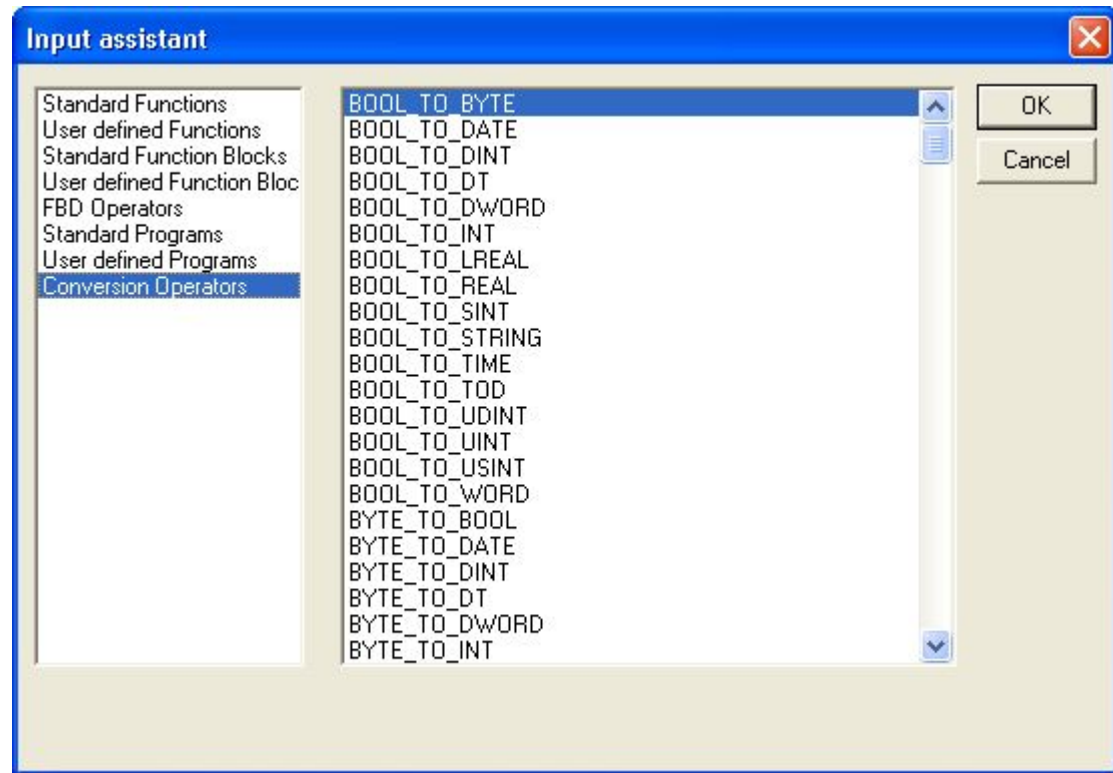 Input assistant
Standard Functions
User defined Functions
Standard Function Blocks
User defined Function Bloc
FBD Operators
Standard Programs
User defined Programs
Conversion Operators
BOOL_TO_BYTE
BOOL_TO_DATE
BOOL_TO_DINT
BOOL_TO_DT
BOOL_TO_DWORD
BOOL_TO_INT
BOOL_TO_LREAL
BOOL_TO_REAL
BOOL_TO_SINT
BOOL_TO_STRING
BOOL_TO_TIME
BOOL_TO_TOD
BOOL_TO_UDINT
BOOL_TO_UINT
BOOL_TO_USINT
BOOL_TO_WORD
BYTE_TO_BOOL
BYTE_TO_DATE
BYTE_TO_DINT
BYTE_TO_DT
BYTE_TO_DWORD
BYTE_TO_INT
OK
Cancel